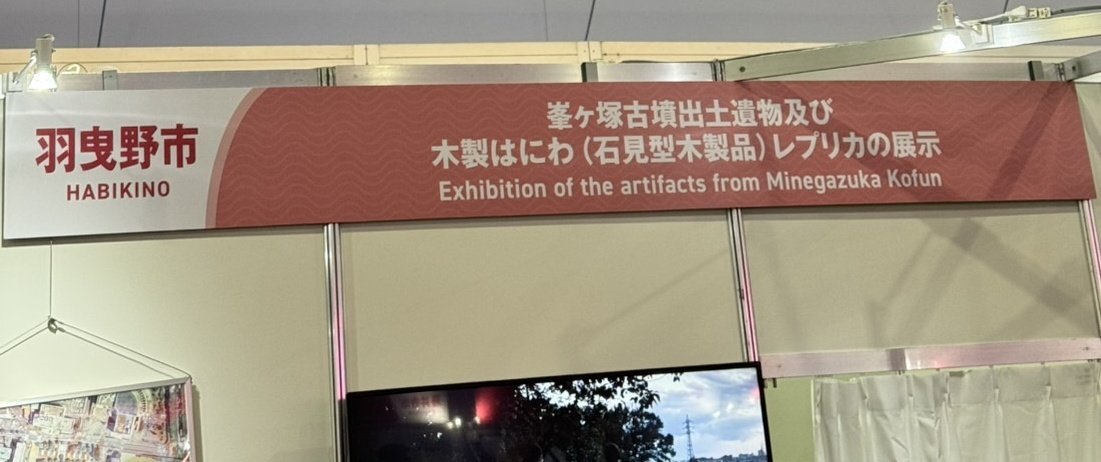 羽曳野市
HABIKINO
峯ヶ塚古墳出土遺物及び
木製はにわ（石見型木製品）レプリカの展示
Exhibition of the artifacts from Minegazuka Kofun